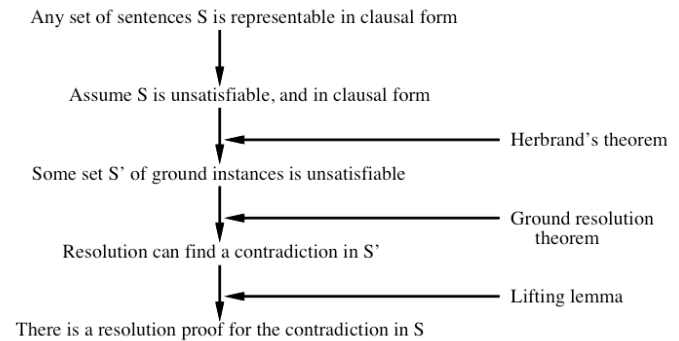 Any set of sentences S is representable in clausal form
Assume S is unsatisfiable, and in clausal form
Herbrand’s theorem
Some set S’ of ground instances is unsatisfiable
Ground resolution
theorem
Resolution can find a contradiction in S’
Lifting lemma
There is a resolution proof for the contradiction in S